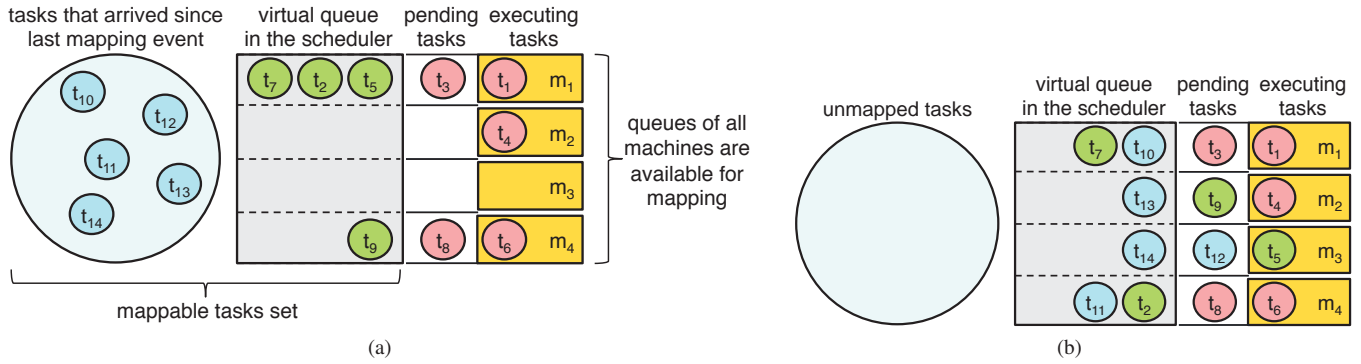 tasks that arrived since
last mapping event
virtual queue
in the scheduler
pending
tasks
executing
tasks
t10
t12
t11
t13
t14
t7 t2 t5 t3 t1 m1
t4 m2
m3
t9 t8 t6 m4
queues of all
machines are
available for
mapping
mappable tasks set
(a)
unmapped tasks
virtual queue
in the scheduler
pending
tasks
executing
tasks
t7 t10 t3 t1 m1
t13 t9 t4 m2
t14 t12 t5 m3
t11 t2 t8 t6 m4
(b)